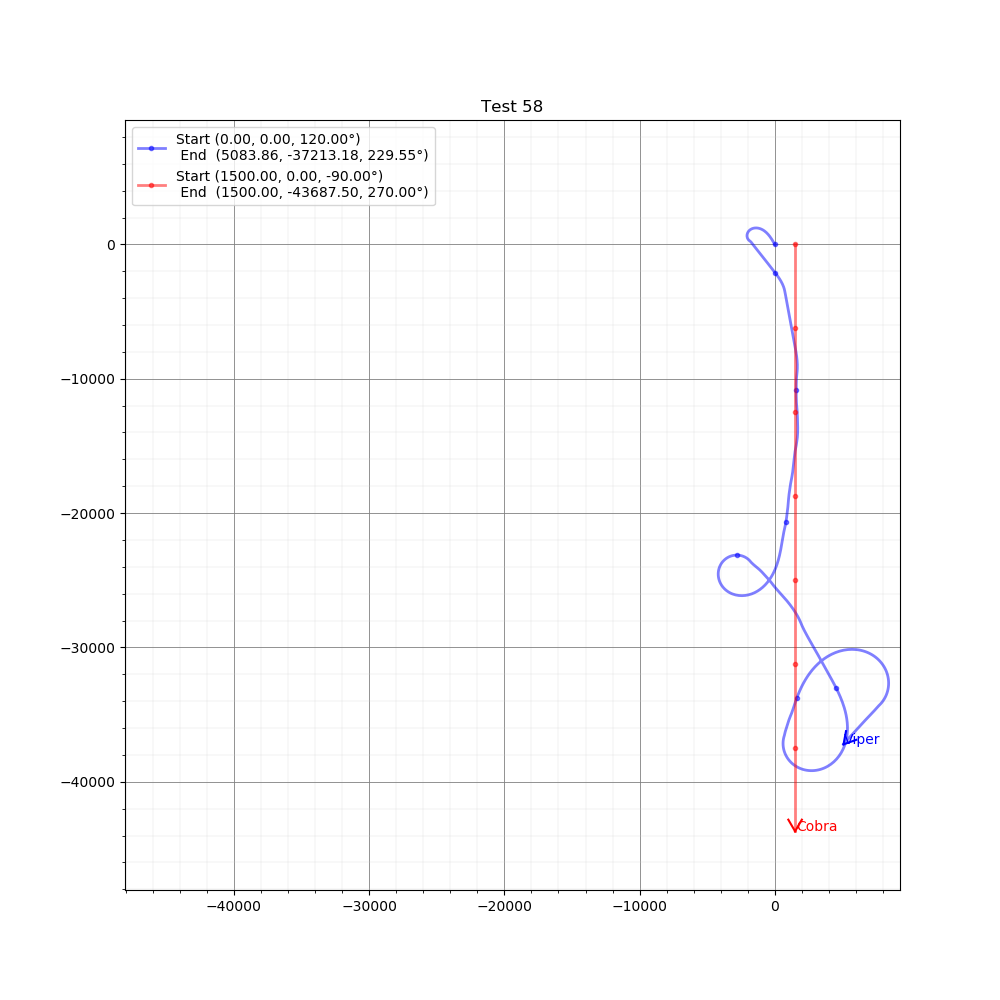 Test 58
Start (0.00, 0.00, 120.00°)
End  (5083.86, -37213.18, 229.55°)
Start (1500.00, 0.00, -90.00°)
End  (1500.00, -43687.50, 270.00°)
0
−10000
−20000
−30000
−40000
Viper
Cobra
−40000 −30000 −20000 −10000 0